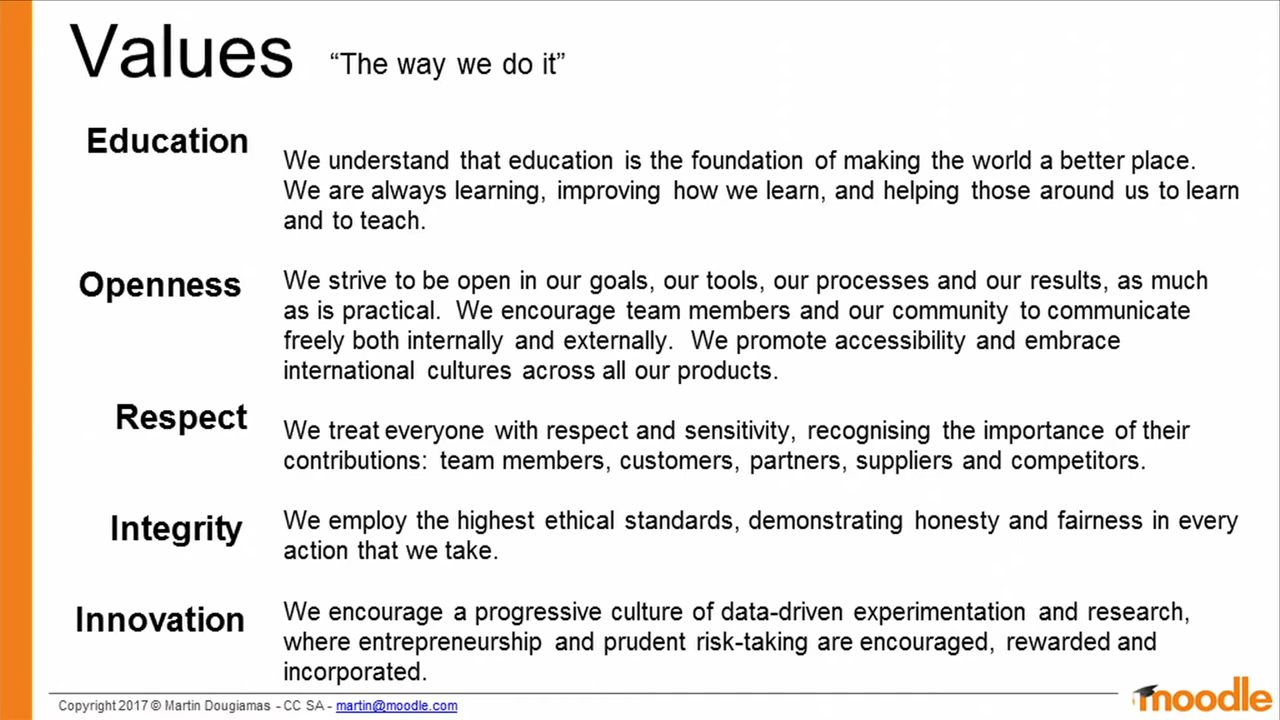 Values "The way we do it"
Education
We understand that education is the foundation of making the world a better place.
We are always learning, improving how we learn, and helping those around us to learn
and to teach.
Openness
We strive to be open in our goals, our tools, our processes and our results, as much
as is practical.  We encourage team members and our community to communicate
freely both internally and externally.  We promote accessibility and embrace
international cultures across all our products.
Respect
We treat everyone with respect and sensitivity, recognising the importance of their
contributions:  team members, customers, partners, suppliers and competitors.
Integrity
We employ the highest ethical standards, demonstrating honesty and fairness in every
action that we take.
Innovation
We encourage a progressive culture of data-driven experimentation and research,
where entrepreneurship and prudent risk-taking are encouraged, rewarded and
incorporated.
Copyright 2017 © Martin Dougiamas - CC SA - martin@moodle.com
moodle